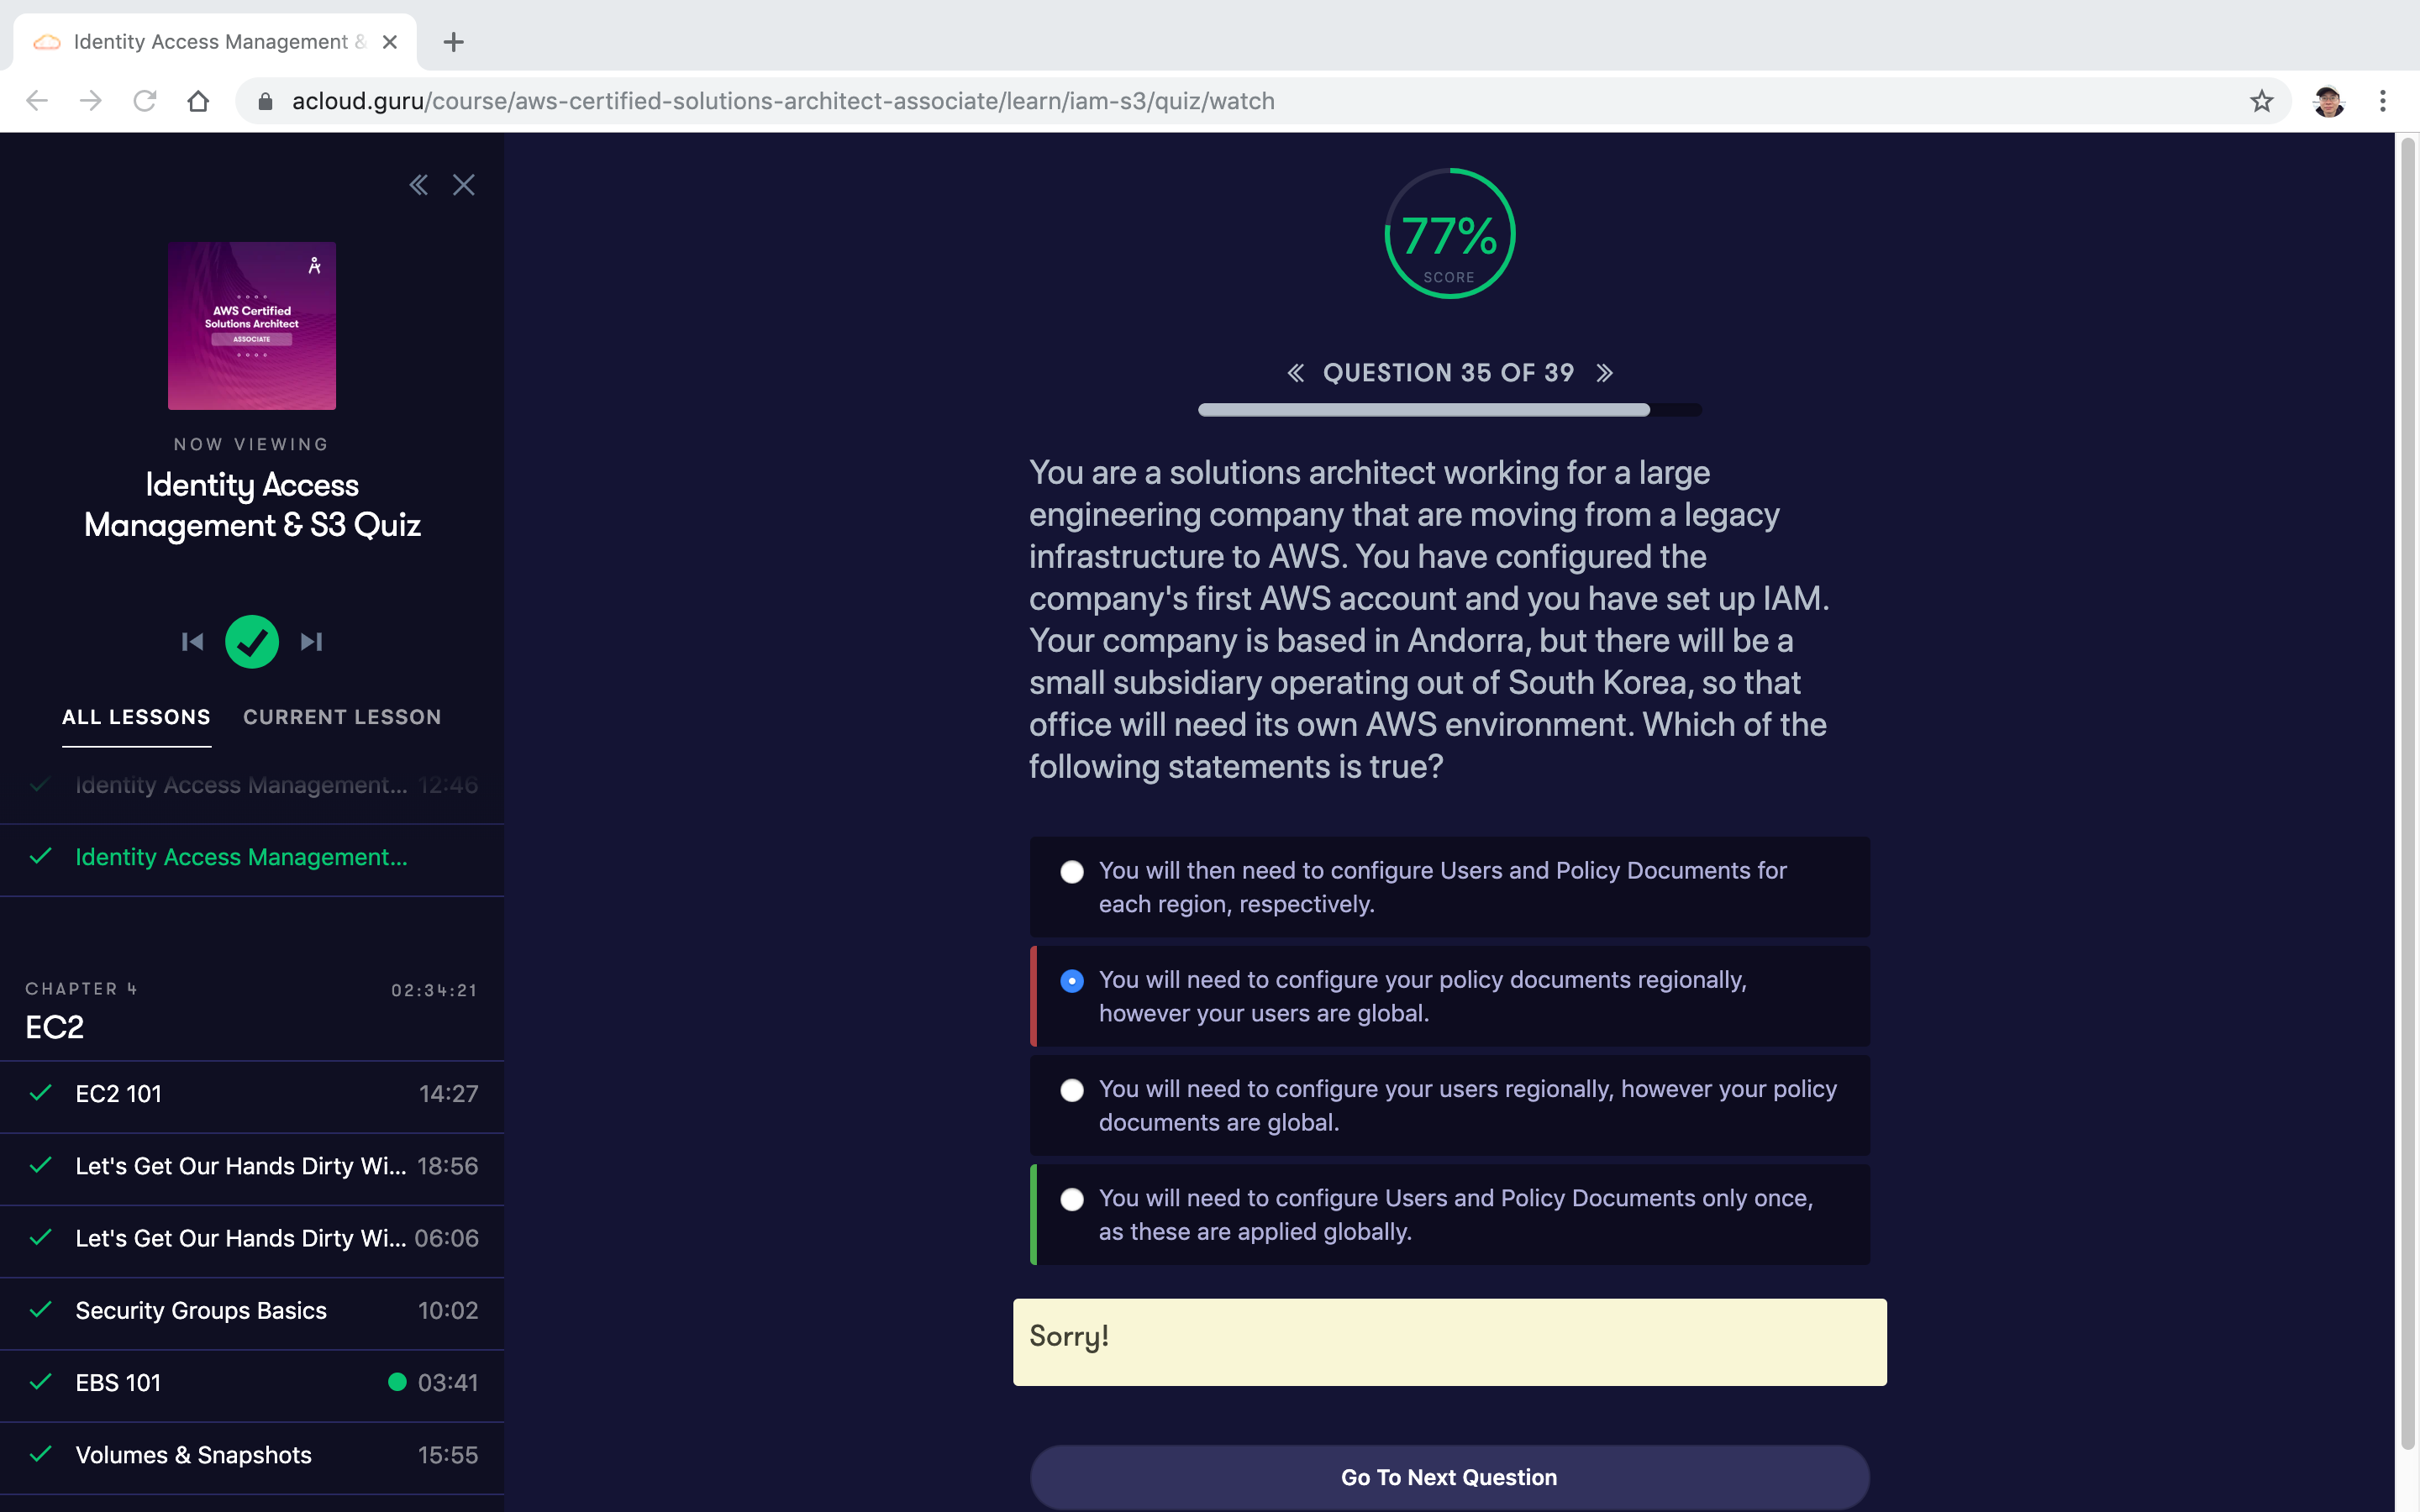 Identity Access Management &
acloud.guru/course/aws-certified-solutions-architect-associate/learn/iam-s3/quiz/watch
AWS Certified
Solutions Architect
ASSOCIATE
NOW VIEWING
Identity Access
Management & S3 Quiz
ALL LESSONS CURRENT LESSON
Identity Access Management... 12:46
Identity Access Management...
CHAPTER 4 02:34:21
EC2
EC2 101 14:27
Let's Get Our Hands Dirty Wi... 18:56
Let's Get Our Hands Dirty Wi... 06:06
Security Groups Basics 10:02
EBS 101 03:41
Volumes & Snapshots 15:55
77%
SCORE
QUESTION 35 OF 39
You are a solutions architect working for a large
engineering company that are moving from a legacy
infrastructure to AWS. You have configured the
company's first AWS account and you have set up IAM.
Your company is based in Andorra, but there will be a
small subsidiary operating out of South Korea, so that
office will need its own AWS environment. Which of the
following statements is true?
You will then need to configure Users and Policy Documents for
each region, respectively.
You will need to configure your policy documents regionally,
however your users are global.
You will need to configure your users regionally, however your policy
documents are global.
You will need to configure Users and Policy Documents only once,
as these are applied globally.
Sorry!
Go To Next Question